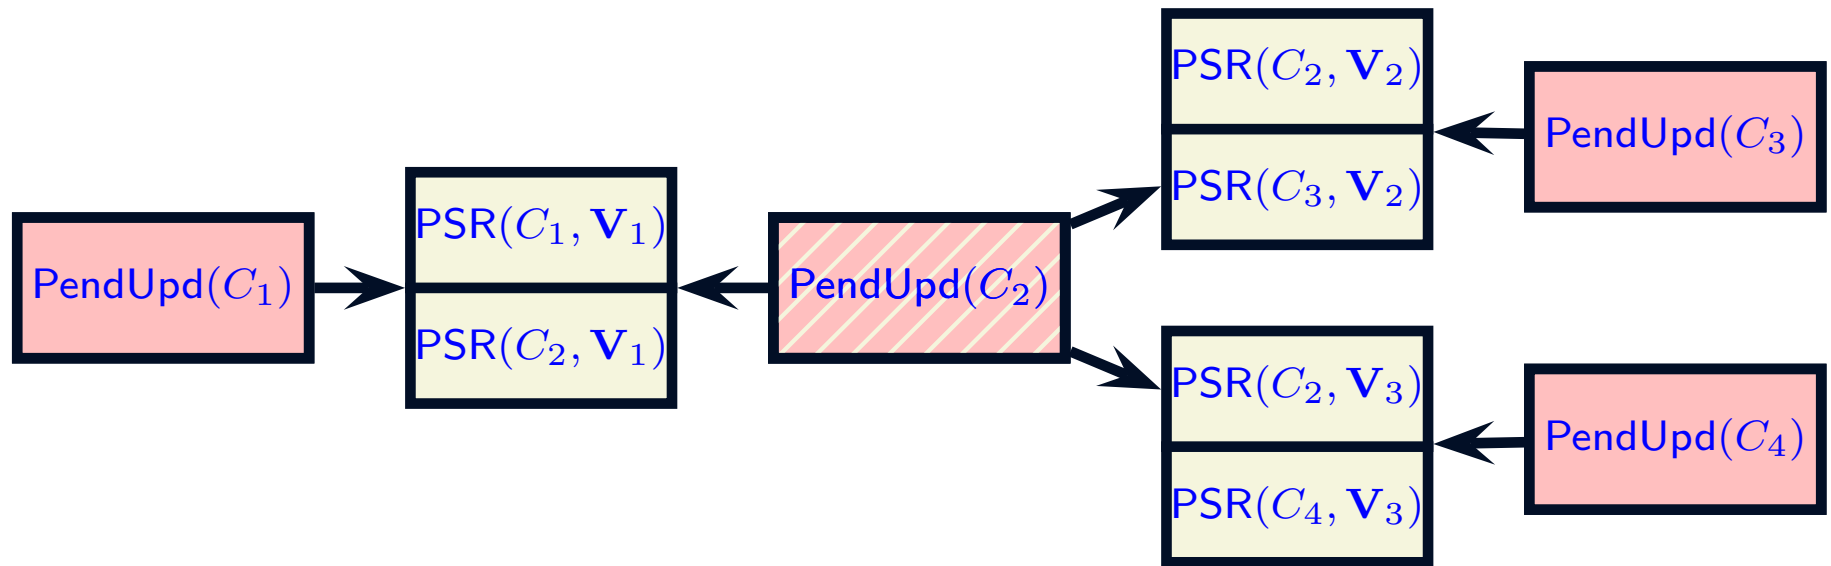 PendUpd(C₁)
PSR(C₁, V₁)
PSR(C₂, V₁)
PendUpd(C₂)
PSR(C₂, V₂)
PSR(C₃, V₂)
PendUpd(C₃)
PSR(C₂, V₃)
PSR(C₄, V₃)
PendUpd(C₄)